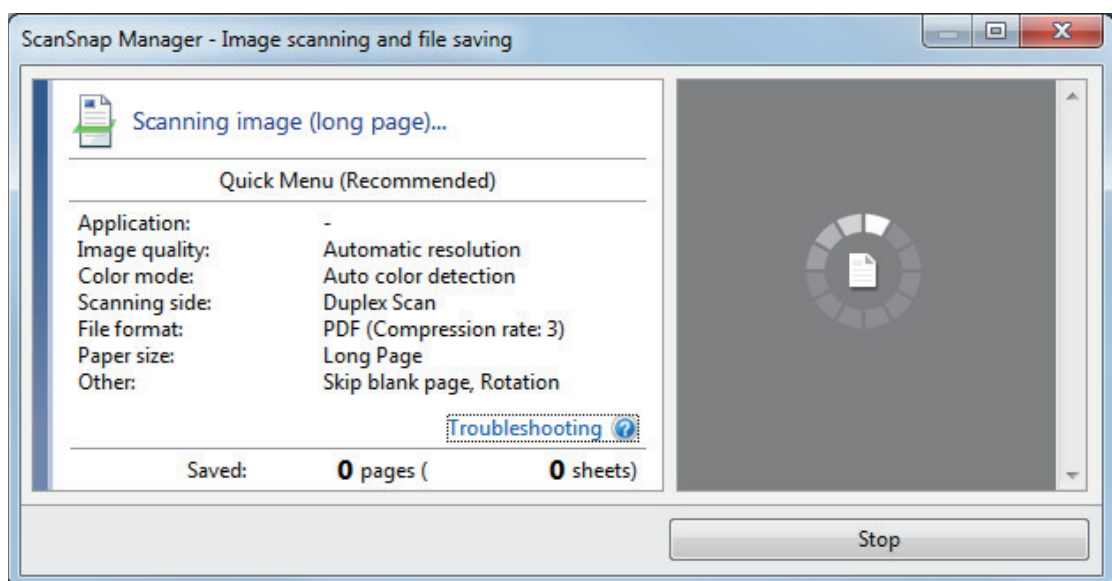 ScanSnap Manager - Image scanning and file saving
Scanning image (long page)...
Quick Menu (Recommended)
Application: -
Image quality: Automatic resolution
Color mode: Auto color detection
Scanning side: Duplex Scan
File format: PDF (Compression rate: 3)
Paper size: Long Page
Other: Skip blank page, Rotation
Troubleshooting ?
Saved: 0 pages ( 0 sheets)
Stop